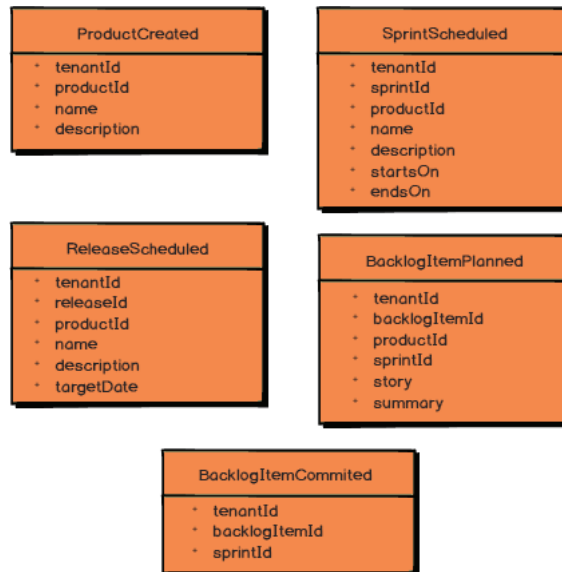 ProductCreated
+ tenantId
+ productId
+ name
+ description
SprintScheduled
+ tenantId
+ sprintId
+ productId
+ name
+ description
+ startsOn
+ endsOn
ReleaseScheduled
+ tenantId
+ releaseId
+ productId
+ name
+ description
+ targetDate
BacklogItemPlanned
+ tenantId
+ backlogItemId
+ productId
+ sprintId
+ story
+ summary
BacklogItemCommited
+ tenantId
+ backlogItemId
+ sprintId